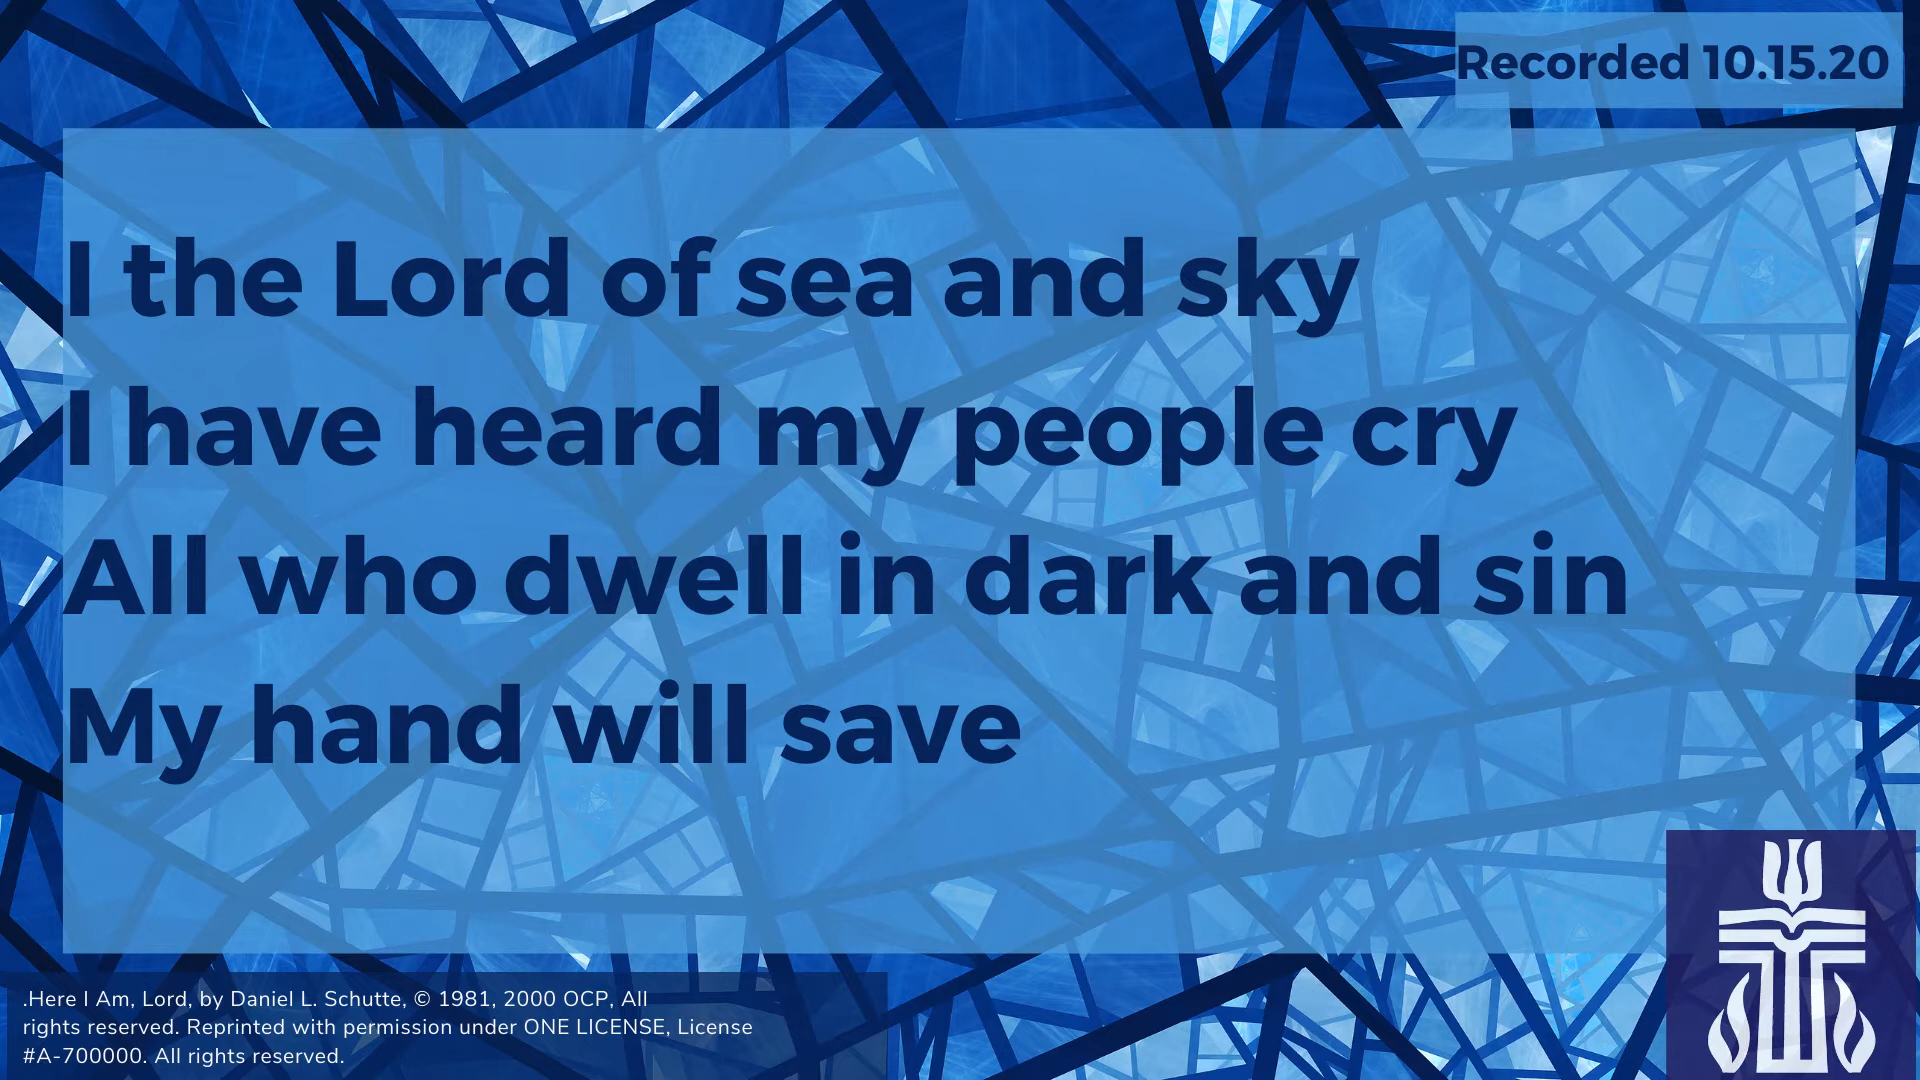 Recorded 10.15.20
I the Lord of sea and sky
I have heard my people cry
All who dwell in dark and sin
My hand will save
.Here I Am, Lord, by Daniel L. Schutte, © 1981, 2000 OCP, All
rights reserved. Reprinted with permission under ONE LICENSE, License
#A-700000. All rights reserved.